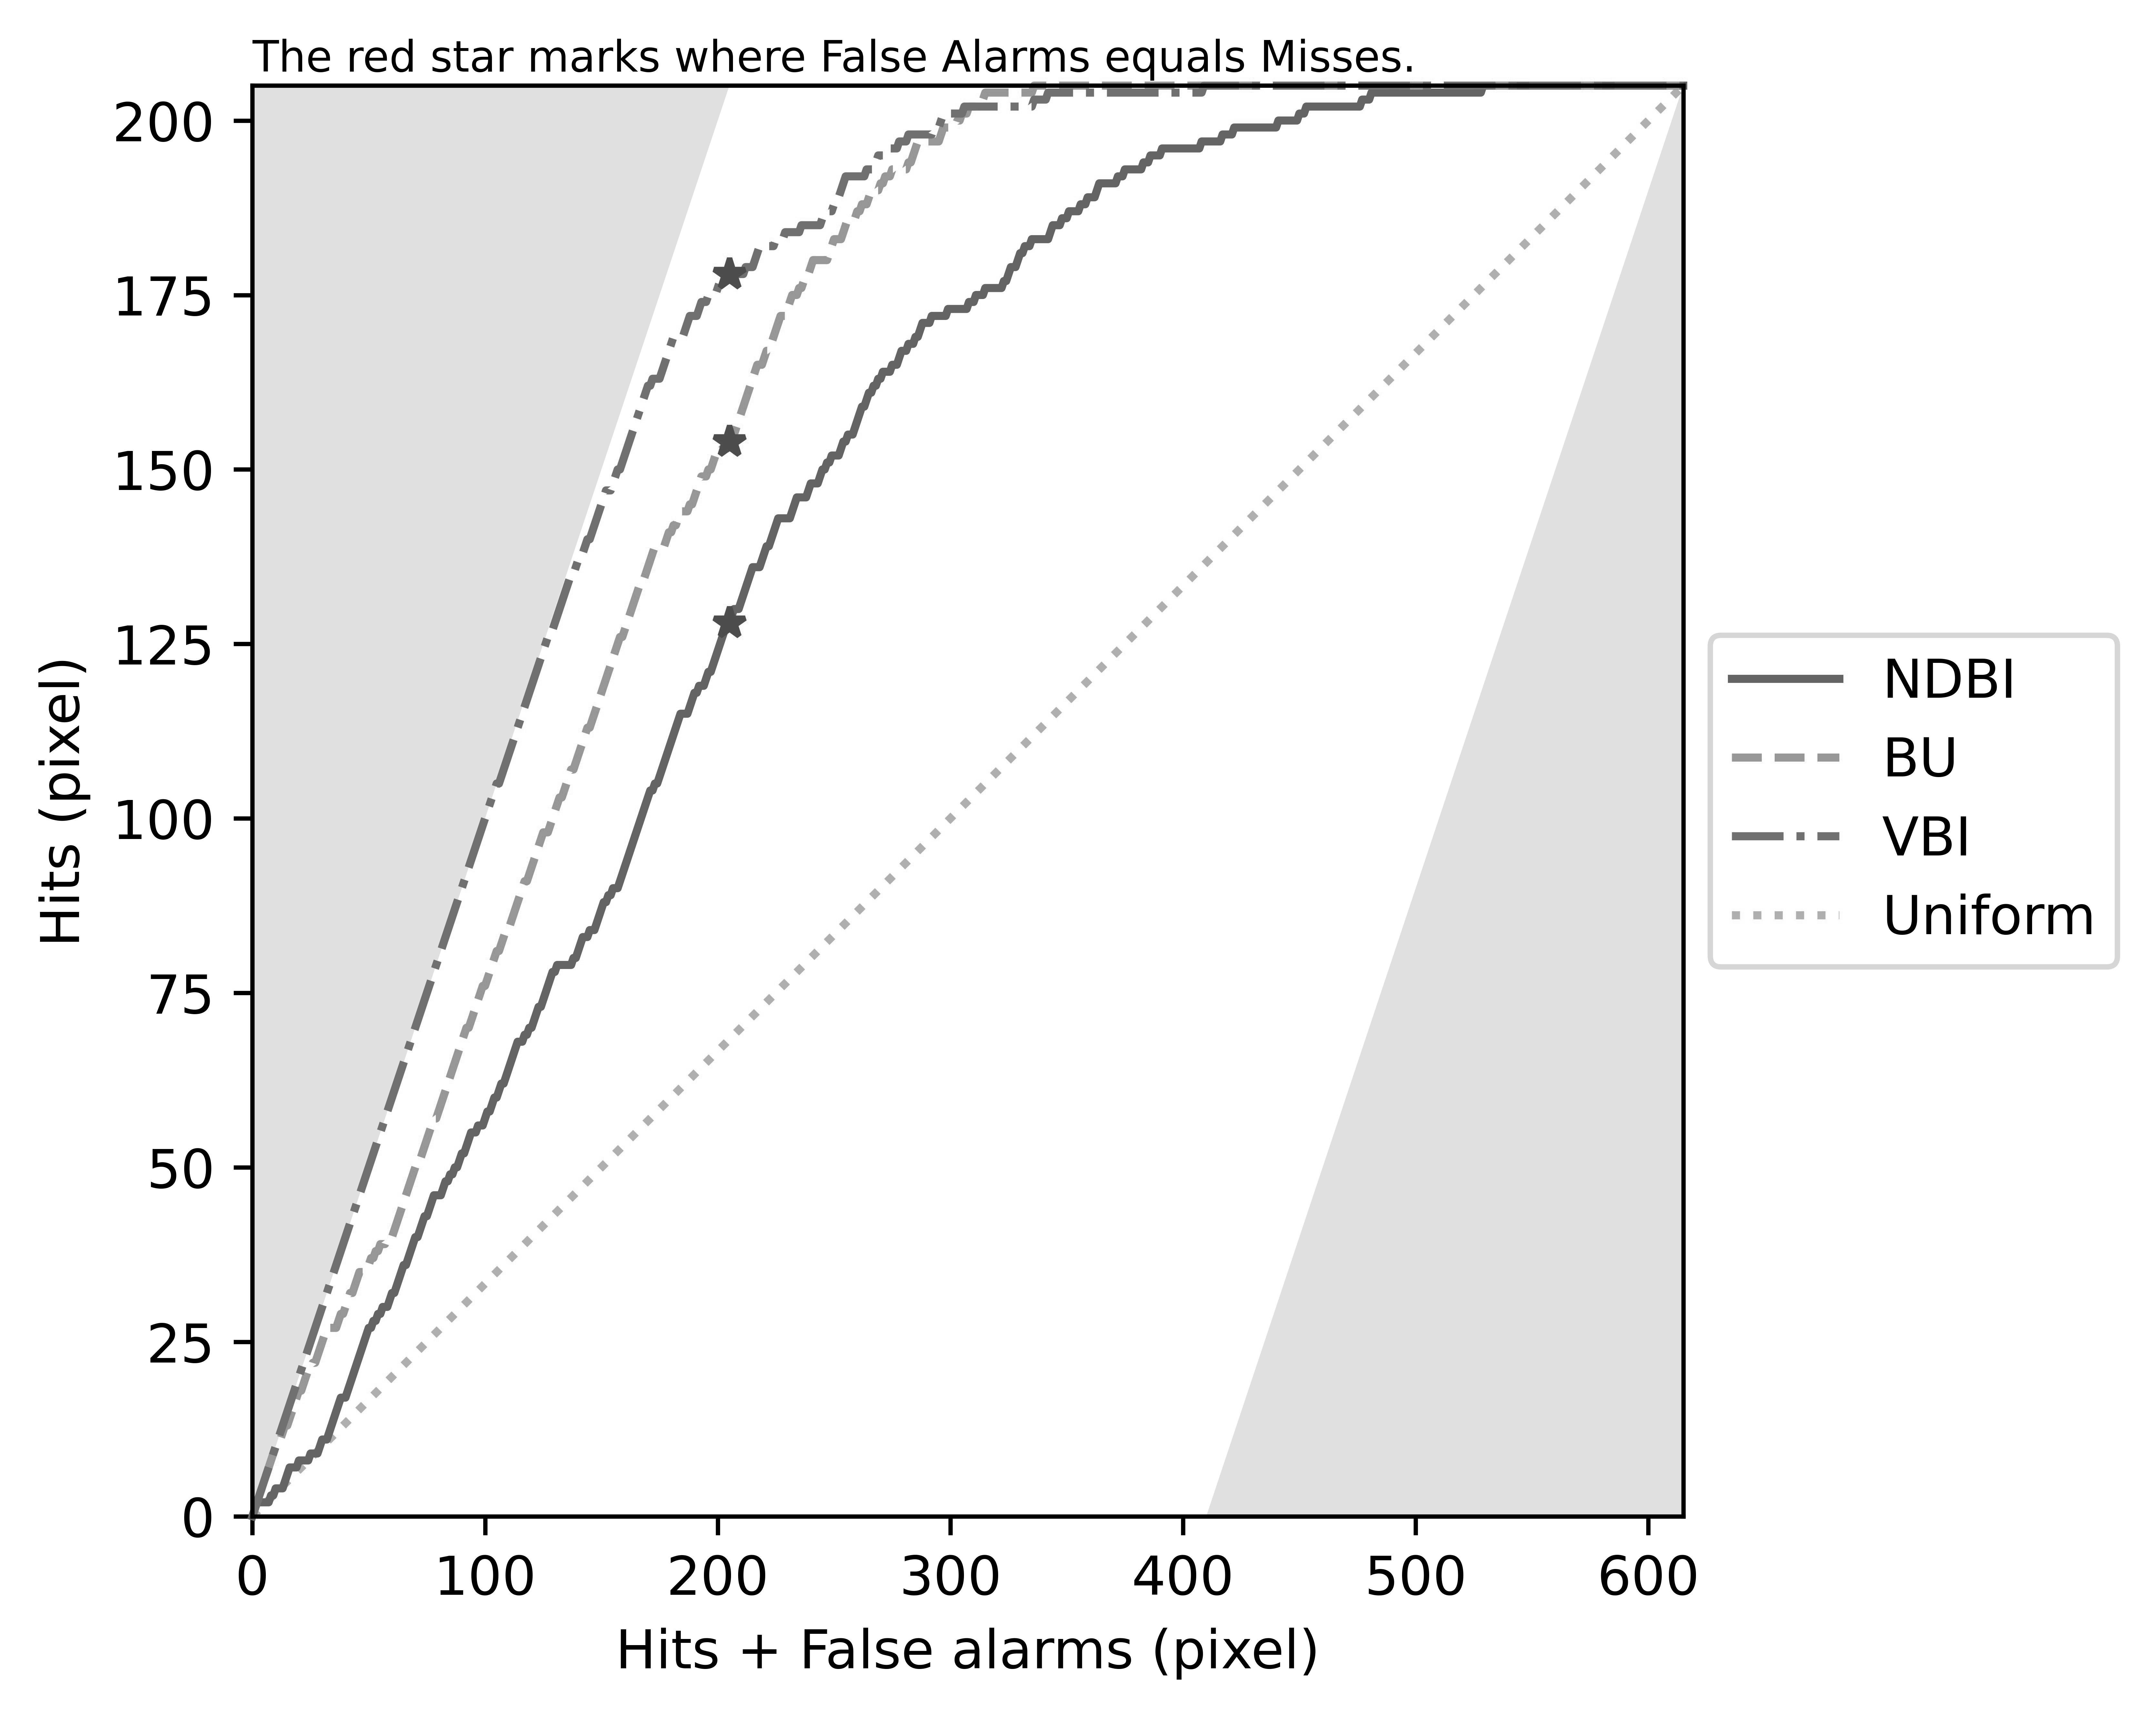 The red star marks where False Alarms equals Misses.
200
175
150
125
100
75
50
25
0
Hits (pixel)
0 100 200 300 400 500 600
Hits + False alarms (pixel)
NDBI
BU
VBI
Uniform